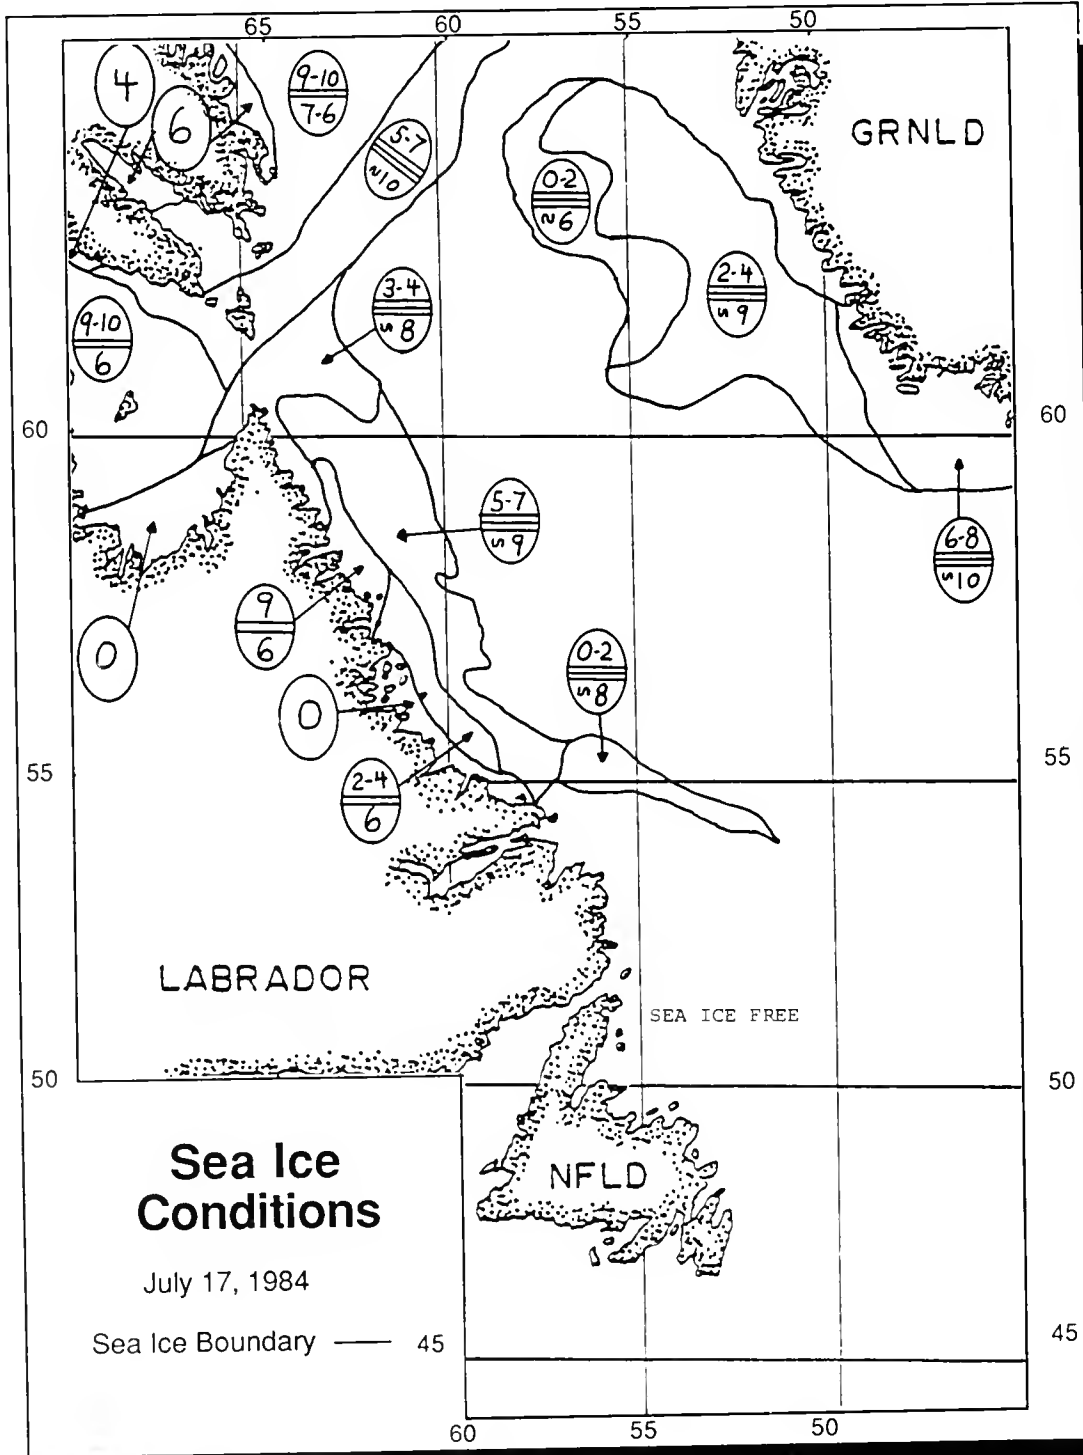 65 60 55 50
4
9-10
7-6
6
5-7
≈10
GRNLD
0-2
≈6
2-4
≈9
3-4
≈8
9-10
6
60 60
5-7
≈9
6-8
≈10
9
6
0
0-2
≈8
0
2-4
6
55 55
LABRADOR
SEA ICE FREE
50 50
NFLD
Sea Ice
Conditions
July 17, 1984
Sea Ice Boundary — 45 45
60 55 50